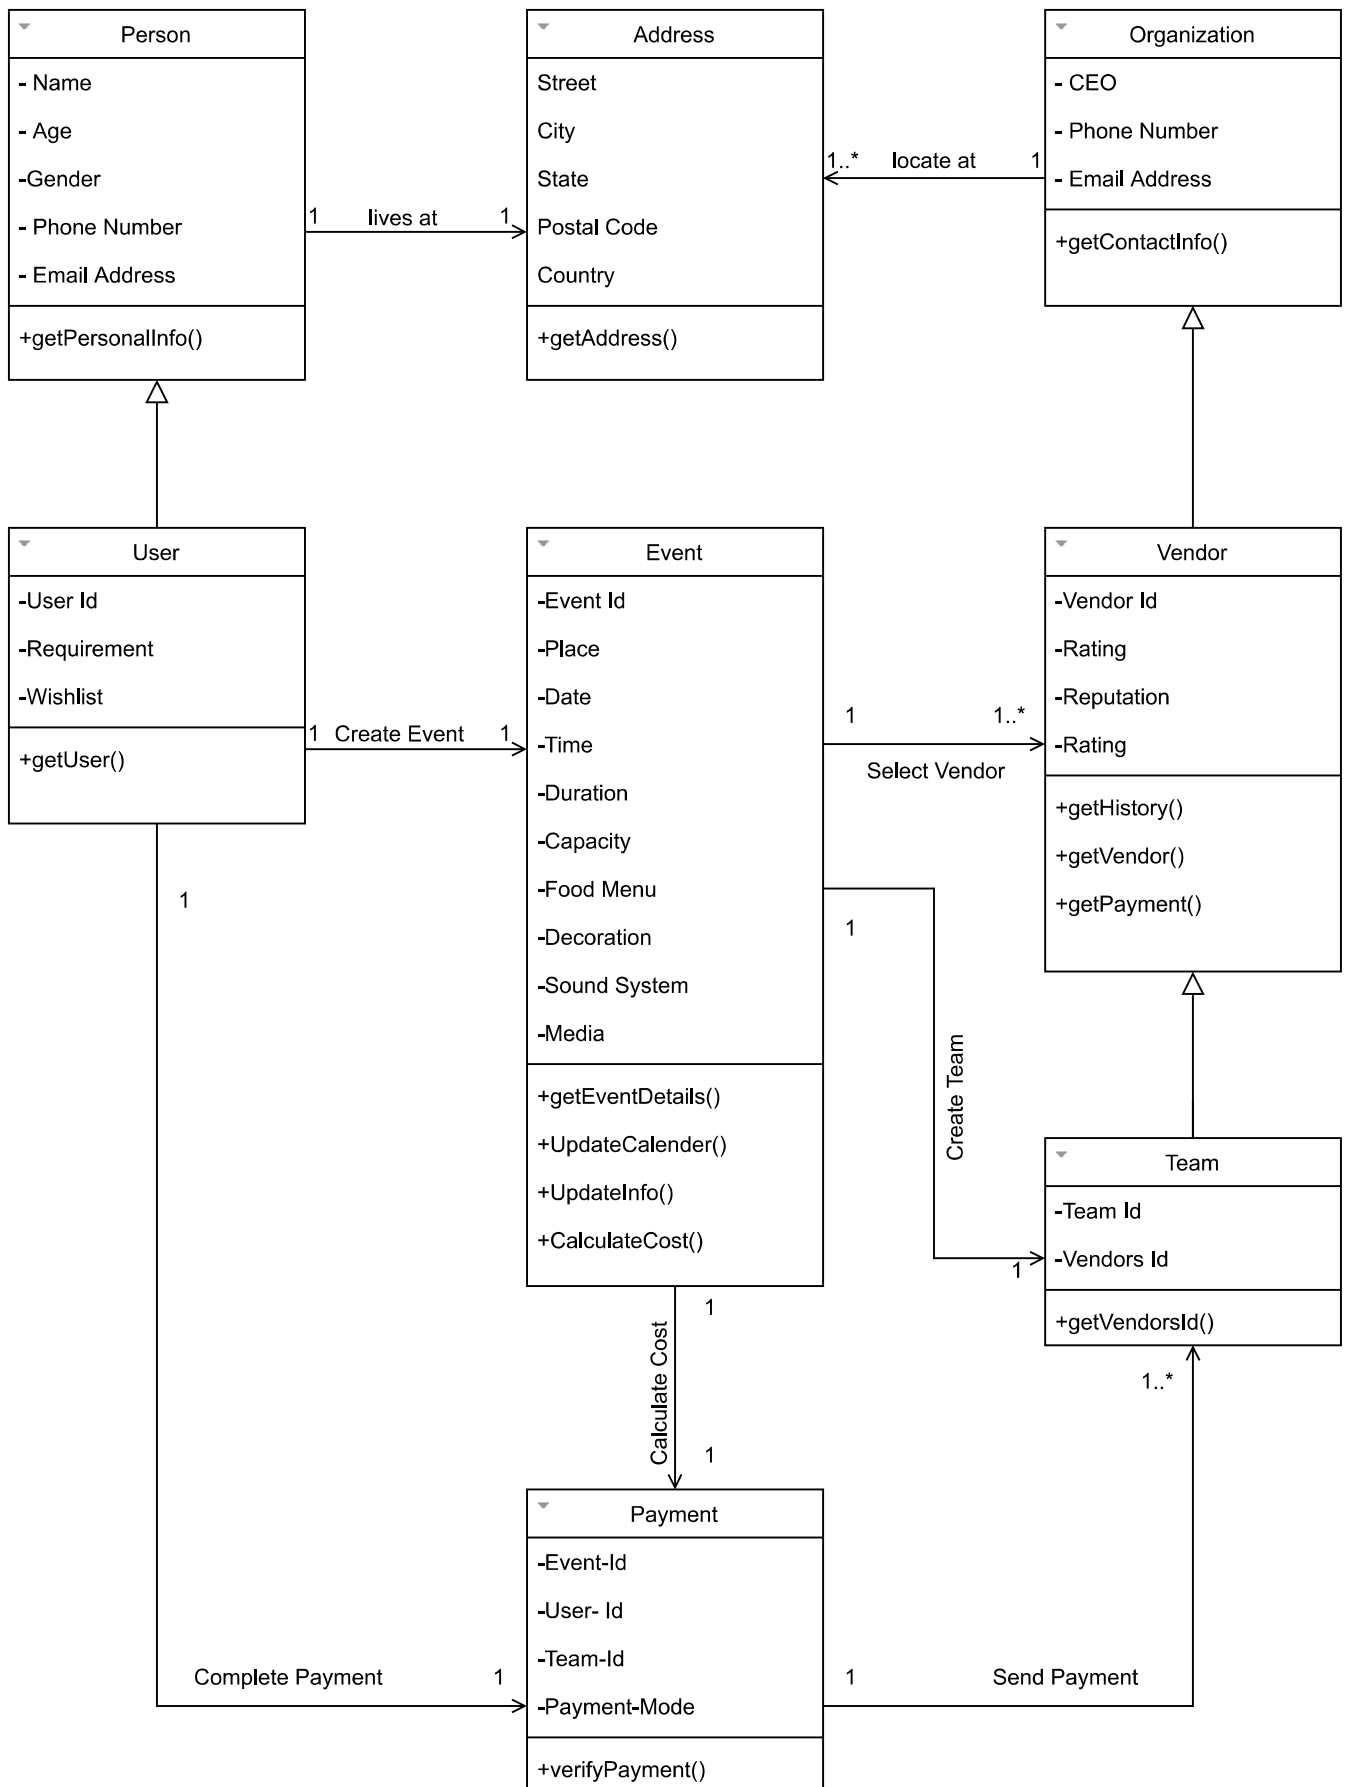 Person
- Name
- Age
-Gender
- Phone Number
- Email Address
+getPersonalInfo()
1
lives at
1
Address
Street
City
State
Postal Code
Country
+getAddress()
1..*
locate at
1
Organization
- CEO
- Phone Number
- Email Address
+getContactInfo()
User
-User Id
-Requirement
-Wishlist
+getUser()
1
Create Event
1
Event
-Event Id
-Place
-Date
-Time
-Duration
-Capacity
-Food Menu
-Decoration
-Sound System
-Media
+getEventDetails()
+UpdateCalender()
+UpdateInfo()
+CalculateCost()
1
1..*
Select Vendor
Vendor
-Vendor Id
-Rating
-Reputation
-Rating
+getHistory()
+getVendor()
+getPayment()
1
Create Team
1
Team
-Team Id
-Vendors Id
+getVendorsId()
1
Calculate Cost
1
1
Complete Payment
1
Payment
-Event-Id
-User- Id
-Team-Id
-Payment-Mode
+verifyPayment()
1
Send Payment
1..*